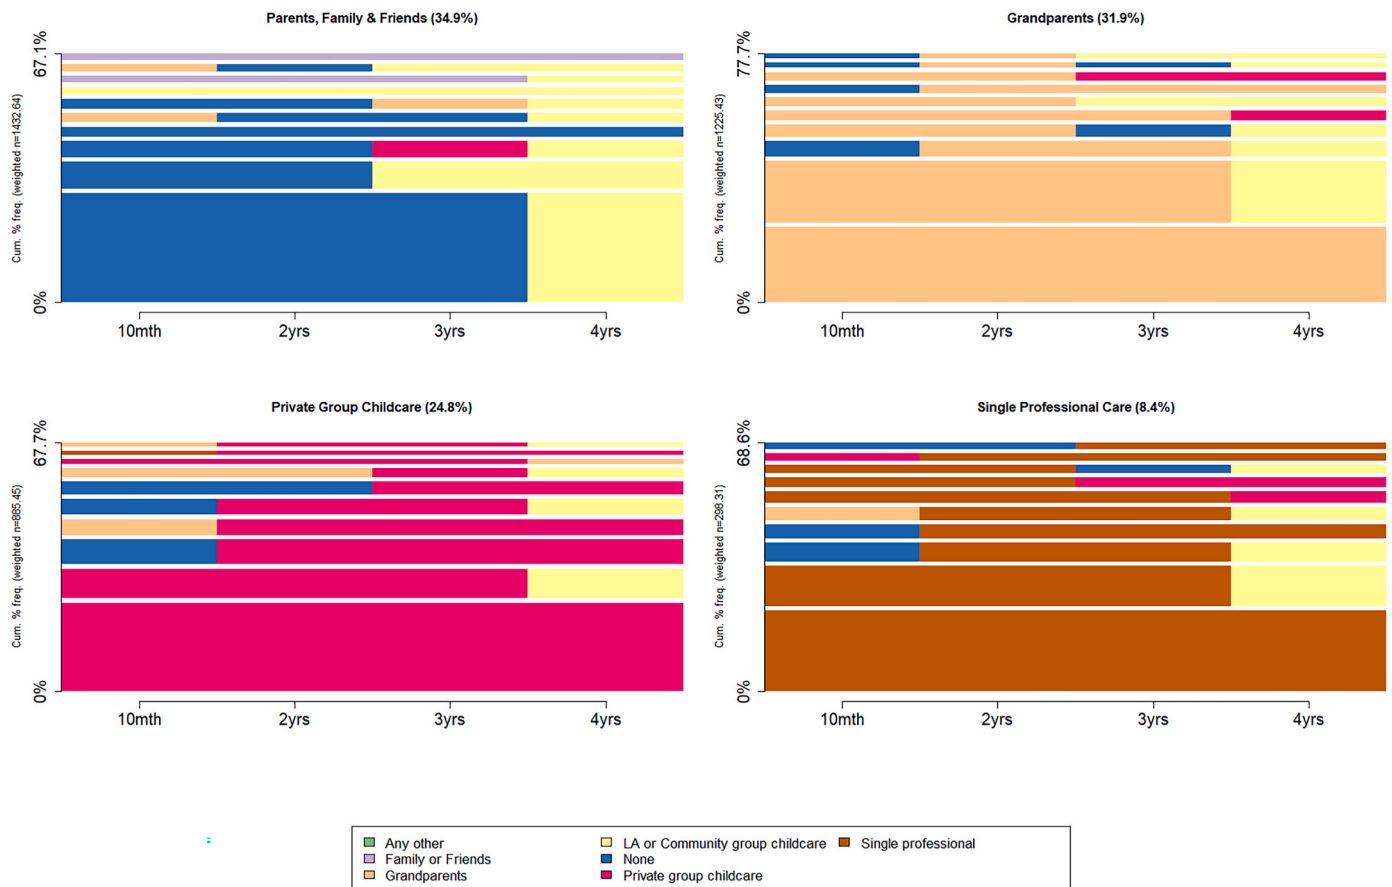 Parents, Family & Friends (34.9%)
Cum. % freq. (weighted n=1432.64)
0% 67.1%
10mth 2yrs 3yrs 4yrs
Grandparents (31.9%)
Cum. % freq. (weighted n=1225.43)
0% 77.7%
10mth 2yrs 3yrs 4yrs
Private Group Childcare (24.8%)
Cum. % freq. (weighted n=885.45)
0% 67.7%
10mth 2yrs 3yrs 4yrs
Single Professional Care (8.4%)
Cum. % freq. (weighted n=298.31)
0% 68.6%
10mth 2yrs 3yrs 4yrs
Any other
Family or Friends
Grandparents
LA or Community group childcare
None
Private group childcare
Single professional